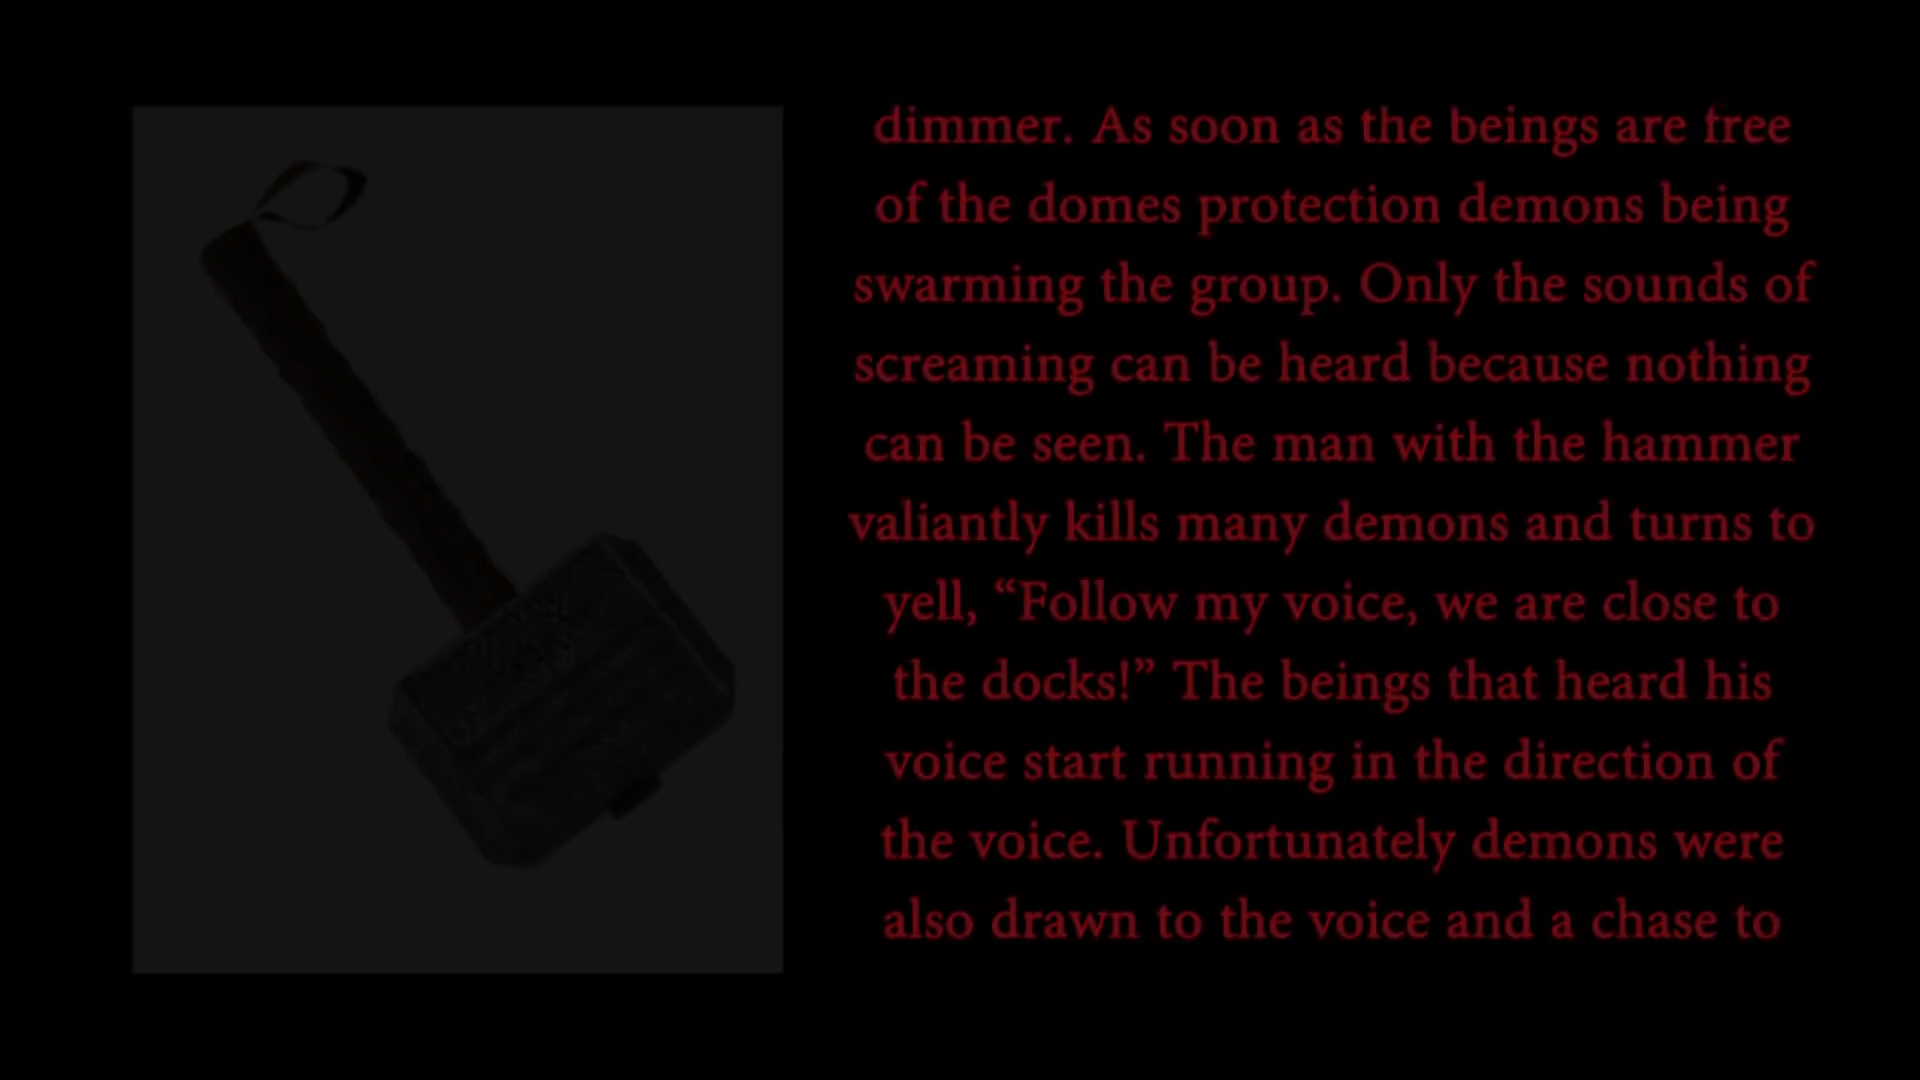 dimmer. As soon as the beings are free
of the domes protection demons being
swarming the group. Only the sounds of
screaming can be heard because nothing
can be seen. The man with the hammer
valiantly kills many demons and turns to
yell, “Follow my voice, we are close to
the docks!” The beings that heard his
voice start running in the direction of
the voice. Unfortunately demons were
also drawn to the voice and a chase to